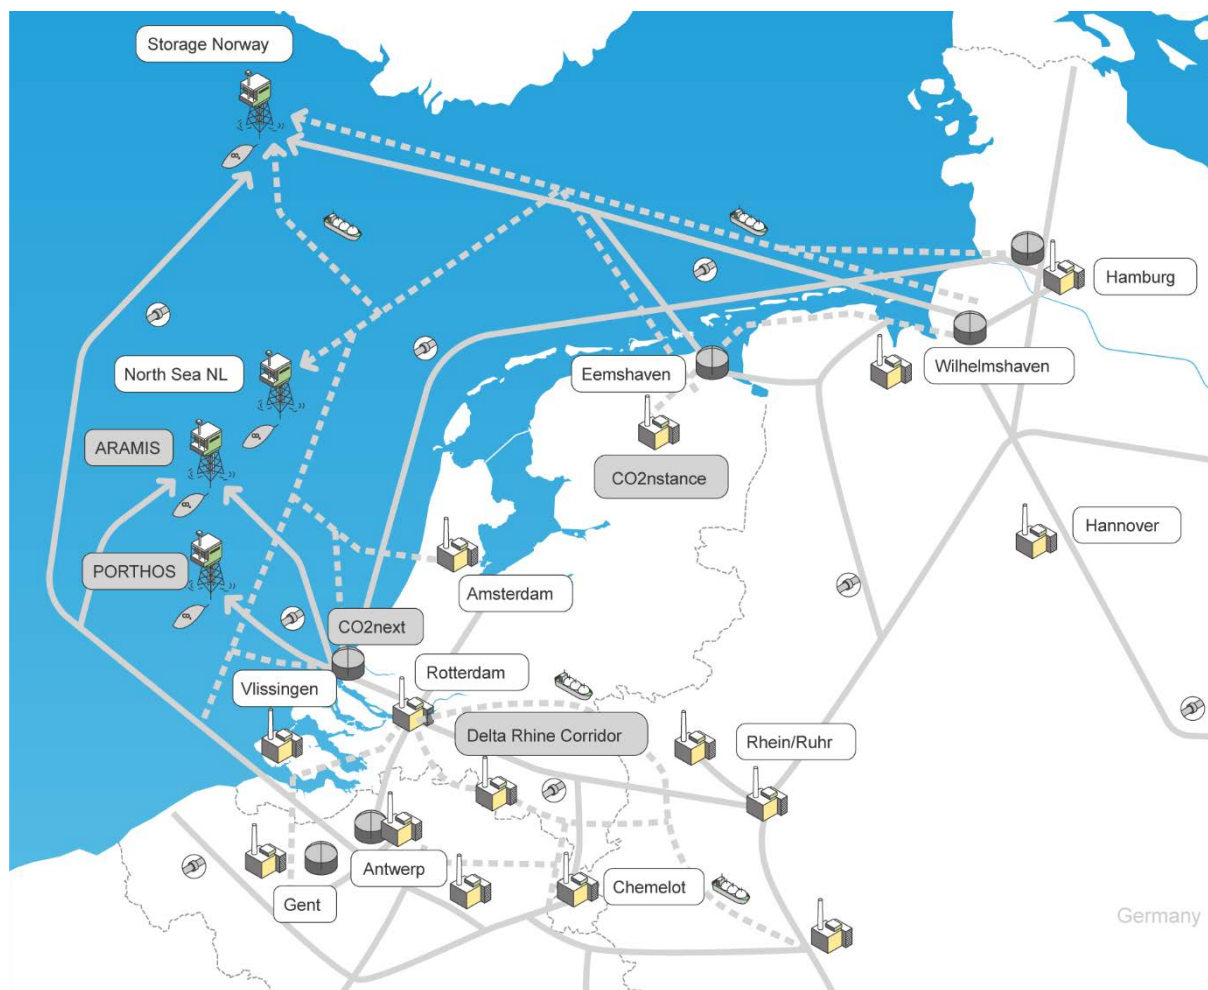 Storage Norway
Hamburg
North Sea NL
Eemshaven
Wilhelmshaven
ARAMIS
CO2nstance
Hannover
PORTHOS
Amsterdam
CO2next
Rotterdam
Vlissingen
Delta Rhine Corridor
Rhein/Ruhr
Antwerp
Chemelot
Gent
Germany